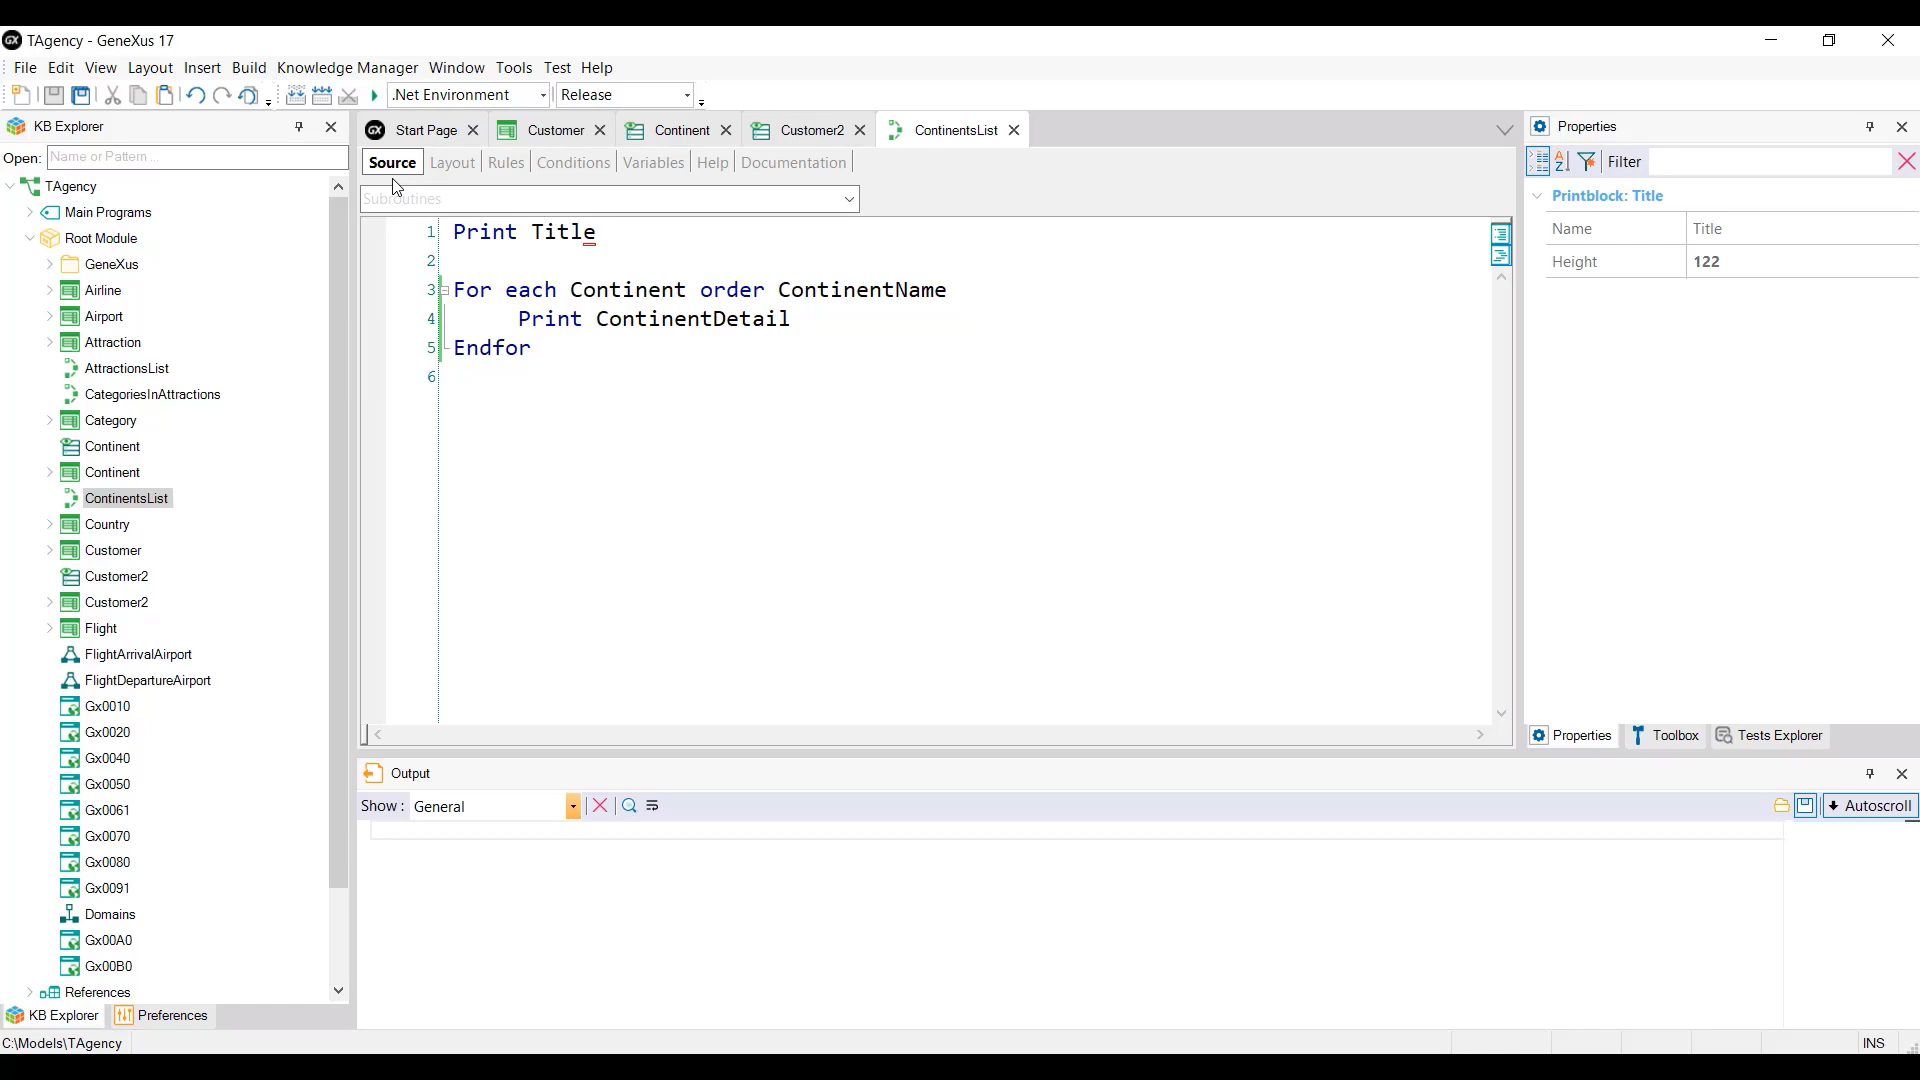 TAgency - GeneXus 17
File Edit View Layout Insert Build Knowledge Manager Window Tools Test Help
.Net Environment Release
KB Explorer
Open: Name or Pattern ...
TAgency
Main Programs
Root Module
GeneXus
Airline
Airport
Attraction
AttractionsList
CategoriesInAttractions
Category
Continent
Continent
ContinentsList
Country
Customer
Customer2
Customer2
Flight
FlightArrivalAirport
FlightDepartureAirport
Gx0010
Gx0020
Gx0040
Gx0050
Gx0061
Gx0070
Gx0080
Gx0091
Domains
Gx00A0
Gx00B0
References
KB Explorer Preferences
Start Page Customer Continent Customer2 ContinentsList
Source Layout Rules Conditions Variables Help Documentation
Subroutines
1 Print Title
2
3 For each Continent order ContinentName
4 Print ContinentDetail
5 Endfor
6
Output
Show : General
Autoscroll
Properties
Filter
Printblock: Title
Name Title
Height 122
Properties Toolbox Tests Explorer
C:\Models\TAgency
INS